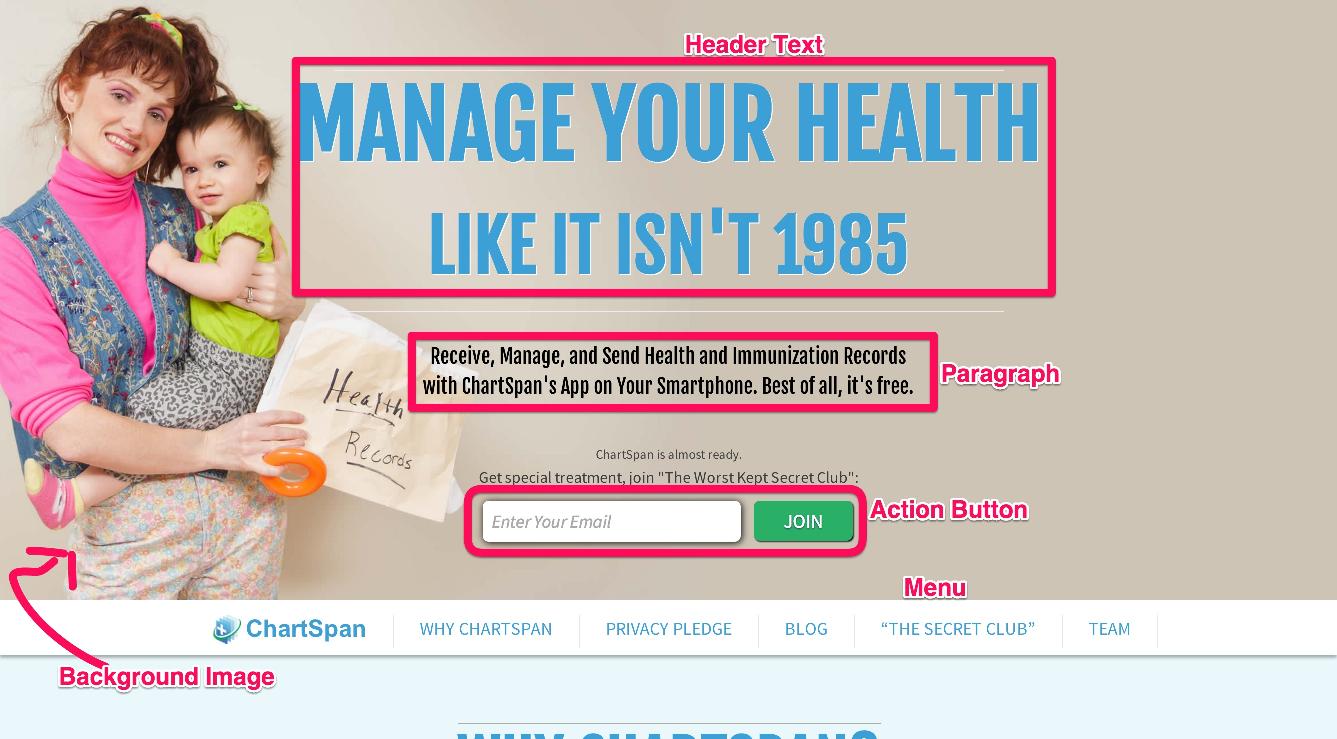 Header Text
MANAGE YOUR HEALTH
LIKE IT ISN'T 1985
Receive, Manage, and Send Health and Immunization Records
with ChartSpan's App on Your Smartphone. Best of all, it's free.
Paragraph
Health
Records
ChartSpan is almost ready.
Get special treatment, join "The Worst Kept Secret Club":
Enter Your Email
JOIN
Action Button
Menu
ChartSpan
WHY CHARTSPAN
PRIVACY PLEDGE
BLOG
“THE SECRET CLUB”
TEAM
Background Image
WHY CHARTSPAN?